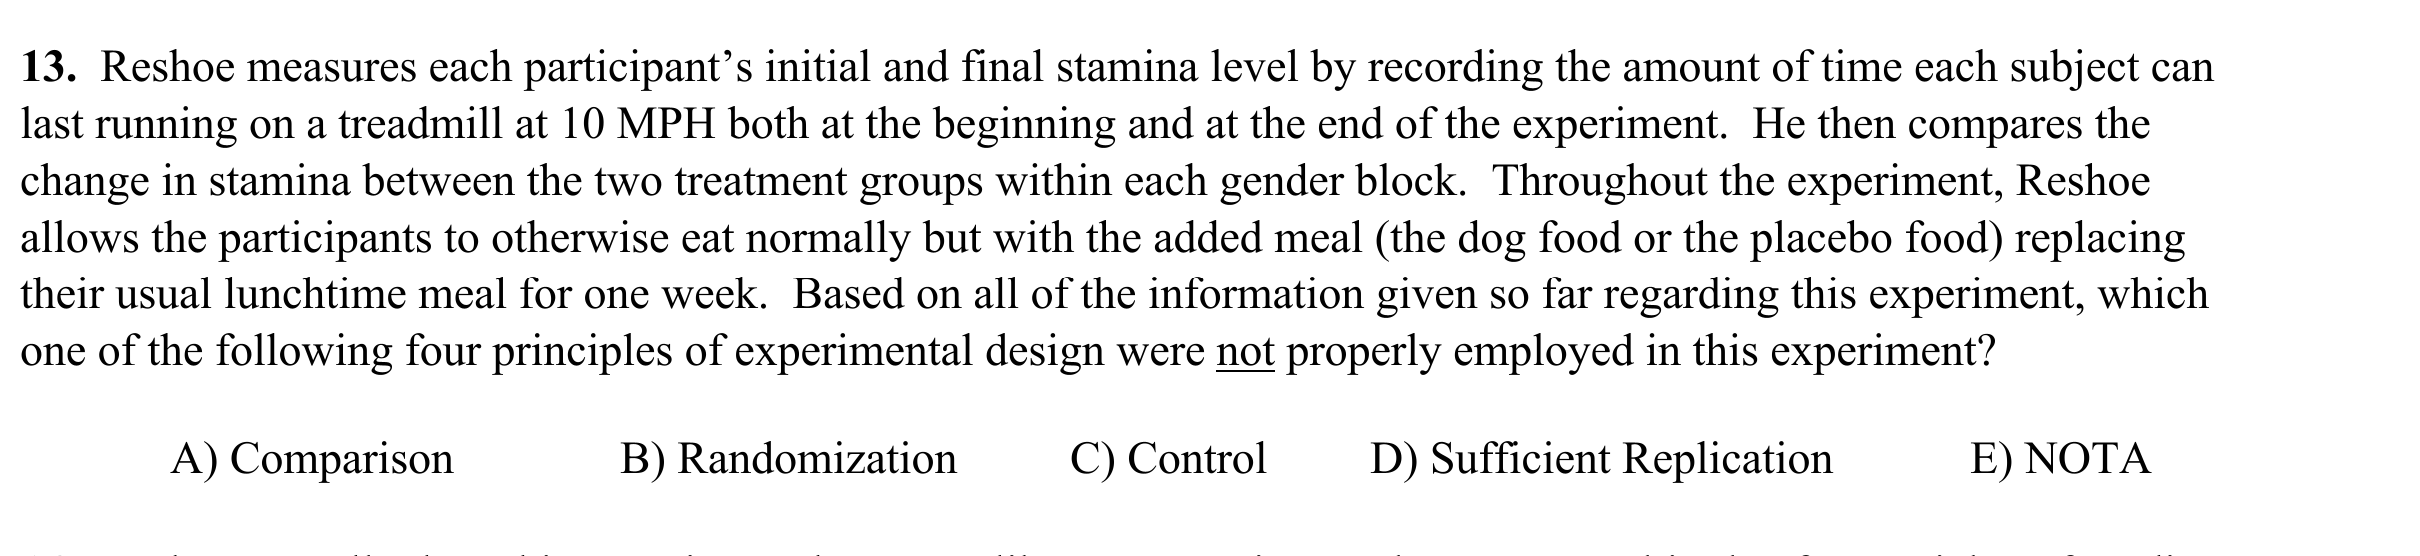 13. Reshoe measures each participant’s initial and final stamina level by recording the amount of time each subject can
last running on a treadmill at 10 MPH both at the beginning and at the end of the experiment. He then compares the
change in stamina between the two treatment groups within each gender block. Throughout the experiment, Reshoe
allows the participants to otherwise eat normally but with the added meal (the dog food or the placebo food) replacing
their usual lunchtime meal for one week. Based on all of the information given so far regarding this experiment, which
one of the following four principles of experimental design were not properly employed in this experiment?
A) Comparison B) Randomization C) Control D) Sufficient Replication E) NOTA